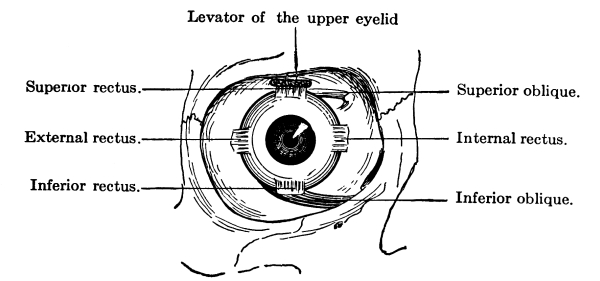 Levator of the upper eyelid
Superior rectus.
Superior oblique.
External rectus.
Internal rectus.
Inferior rectus.
Inferior oblique.